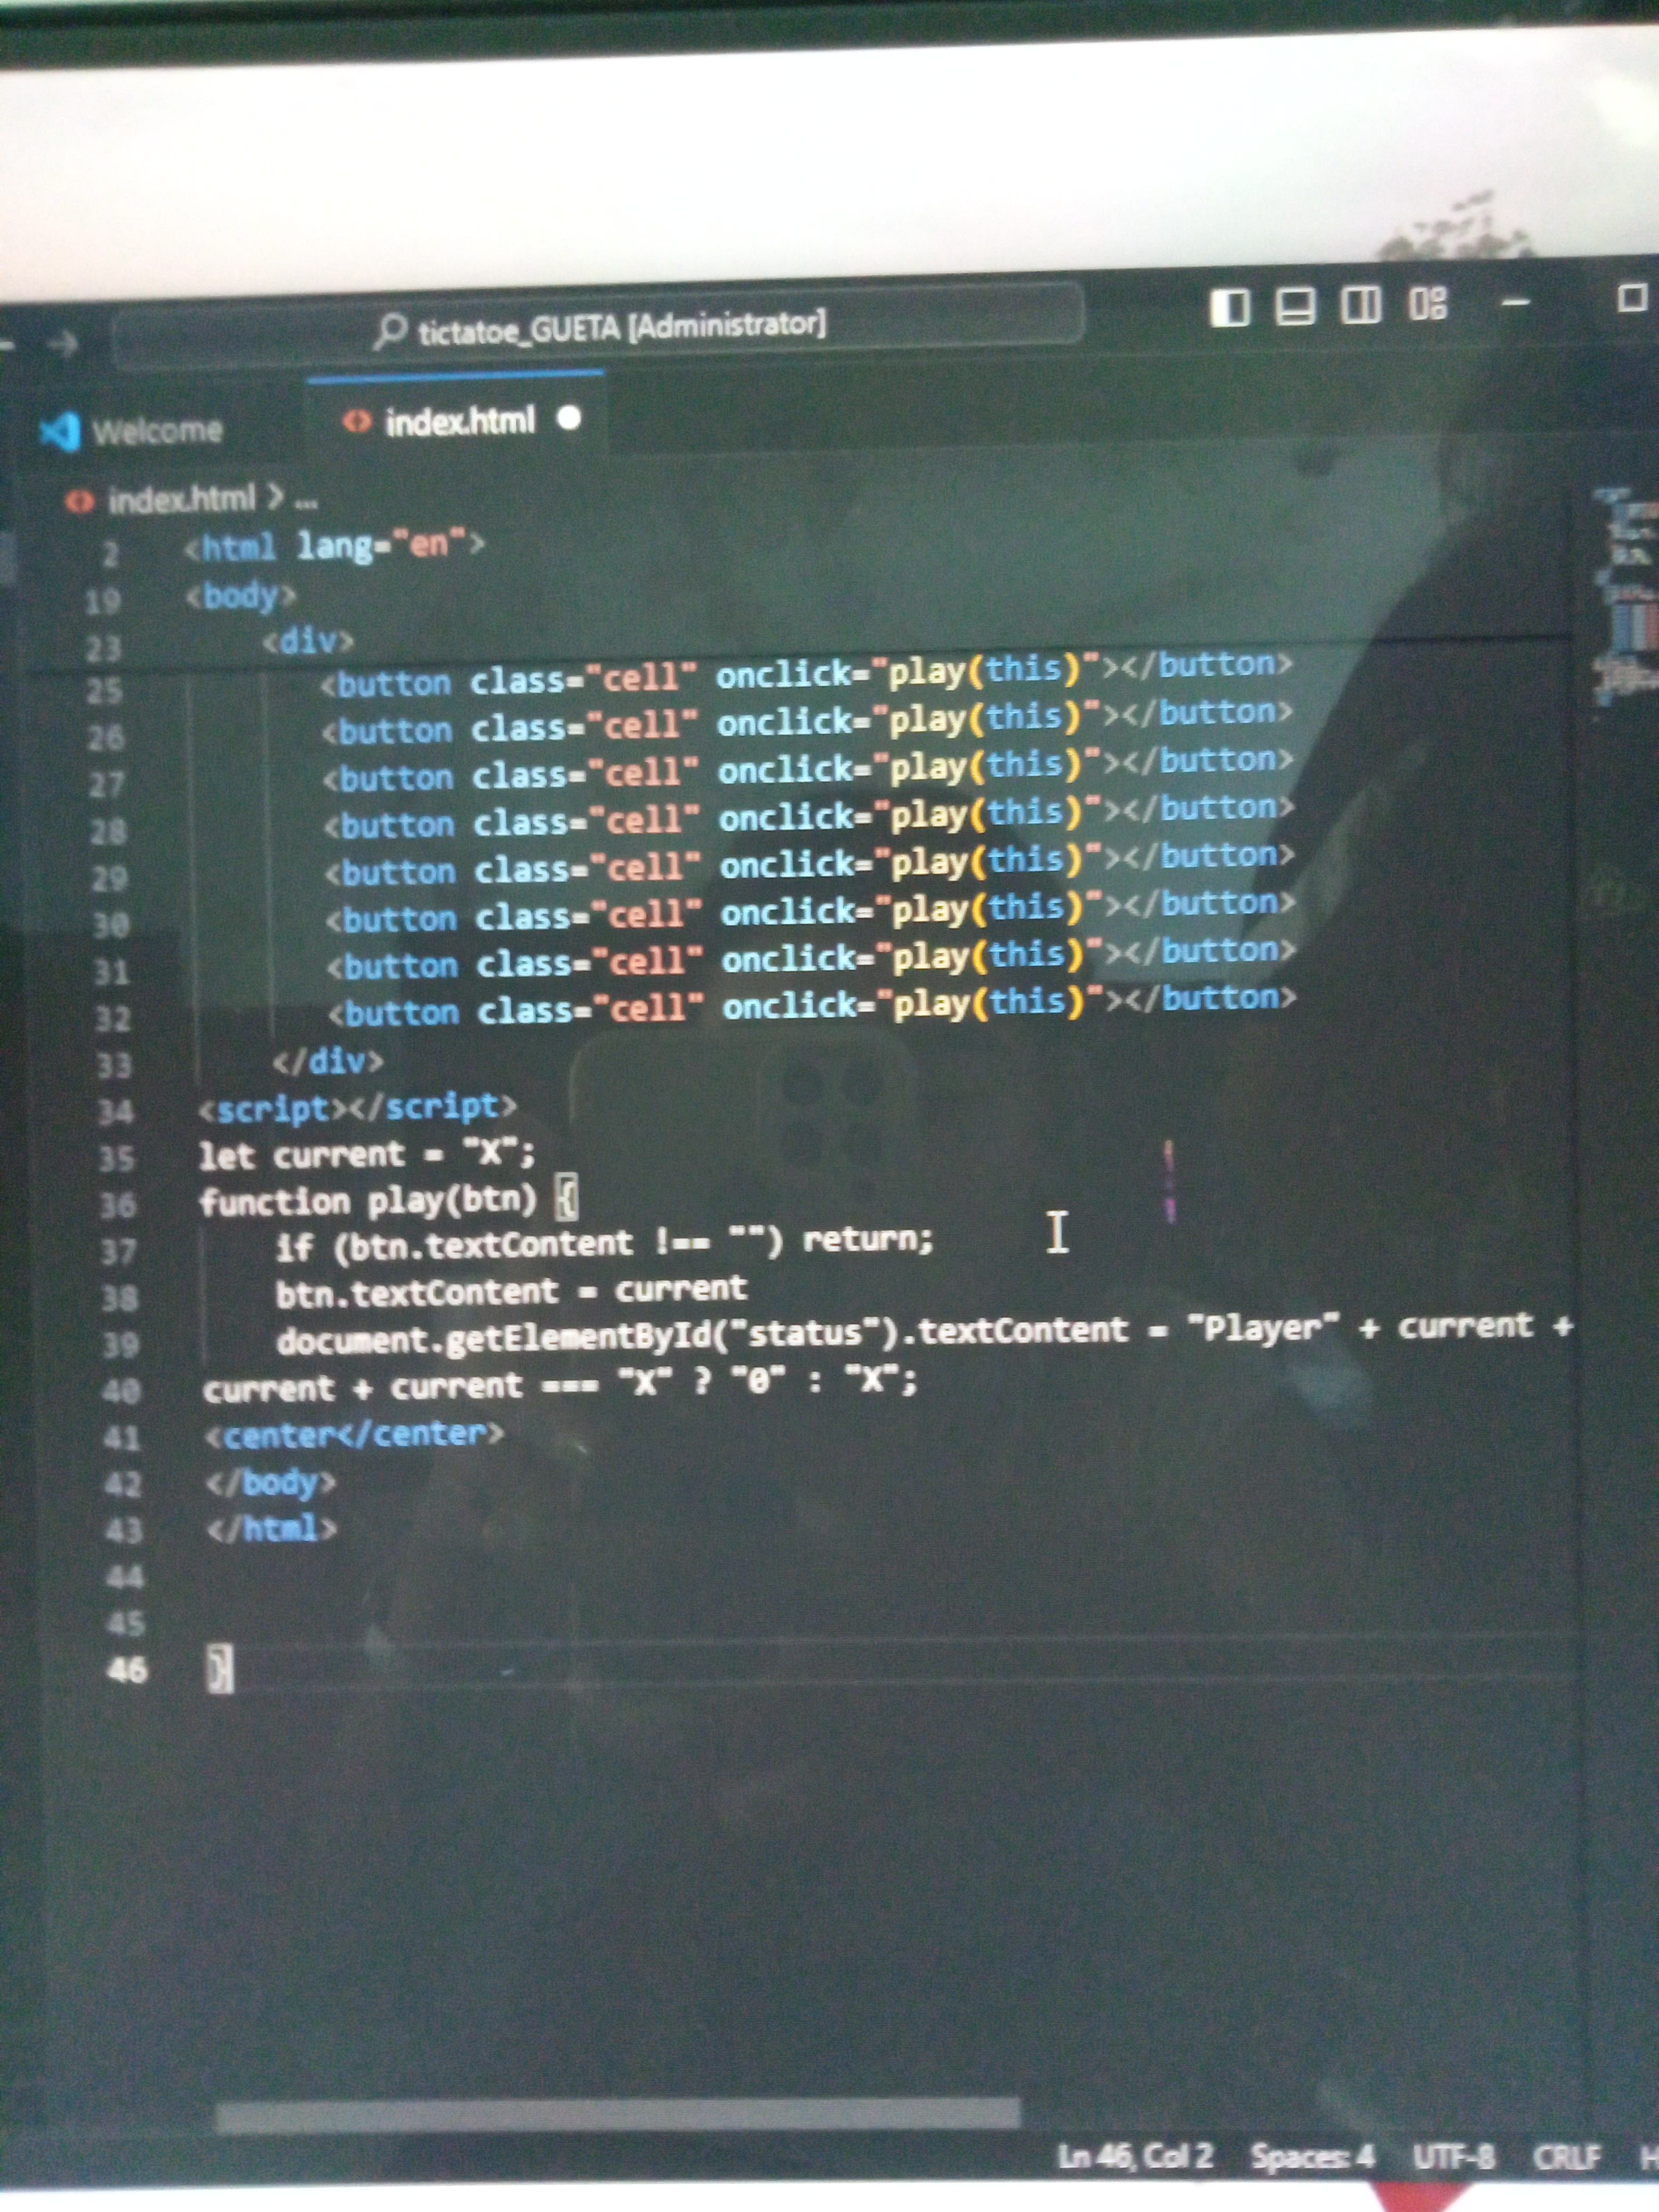 tictatoe_GUETA [Administrator]
Welcome
index.html
index.html > ...
2 <html lang="en">
19 <body>
23 <div>
25 <button class="cell" onclick="play(this)"></button>
26 <button class="cell" onclick="play(this)"></button>
27 <button class="cell" onclick="play(this)"></button>
28 <button class="cell" onclick="play(this)"></button>
29 <button class="cell" onclick="play(this)"></button>
30 <button class="cell" onclick="play(this)"></button>
31 <button class="cell" onclick="play(this)"></button>
32 <button class="cell" onclick="play(this)"></button>
33 </div>
34 <script></script>
35 let current = "X";
36 function play(btn) {
37 if (btn.textContent !== "") return;
38 btn.textContent = current
39 document.getElementById("status").textContent = "Player" + current +
40 current + current === "X" ? "0" : "X";
41 <center</center>
42 </body>
43 </html>
44
45
46 }
Ln 46, Col 2 Spaces: 4 UTF-8 CRLF